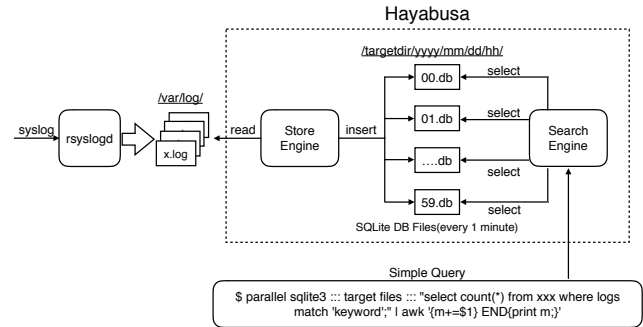 Hayabusa
/targetdir/yyyy/mm/dd/hh/
/var/log/
syslog
rsyslogd
x.log
read
Store
Engine
insert
00.db
01.db
....db
59.db
select
select
select
select
Search
Engine
SQLite DB Files(every 1 minute)
Simple Query
$ parallel sqlite3 ::: target files ::: "select count(*) from xxx where logs
match 'keyword';" | awk '{m+=$1} END{print m;}'